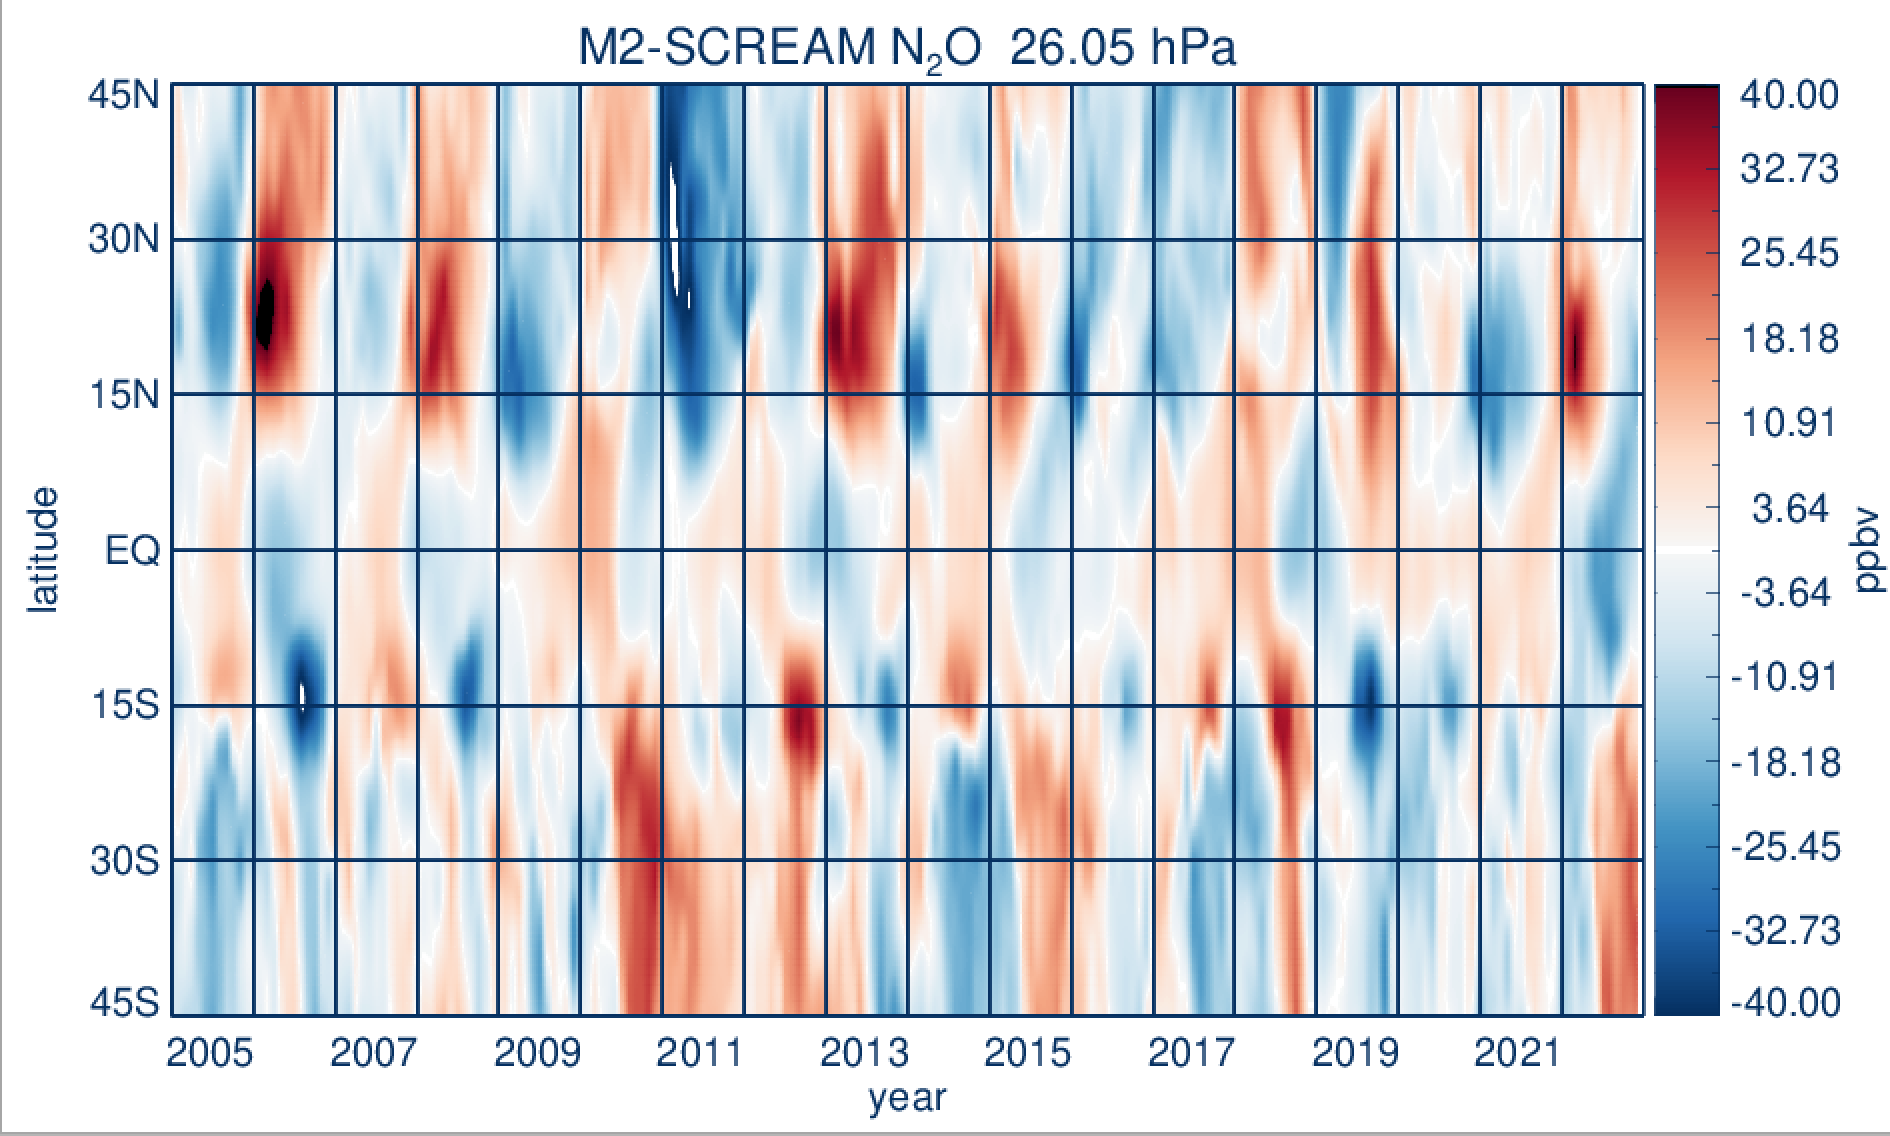 M2-SCREAM N₂O 26.05 hPa
45N
30N
15N
EQ
15S
30S
45S
latitude
2005 2007 2009 2011 2013 2015 2017 2019 2021
year
40.00
32.73
25.45
18.18
10.91
3.64
-3.64
-10.91
-18.18
-25.45
-32.73
-40.00
ppbv